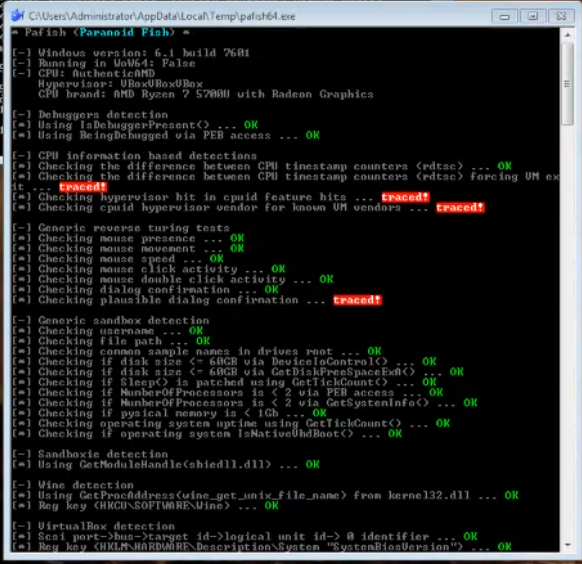 C:\Users\Administrator\AppData\Local\Temp\pafish64.exe
* Pafish (Paranoid Fish) *
[-] Windows version: 6.1 build 7601
[-] Running in WoW64: False
[-] CPU: AuthenticAMD
Hypervisor: VBoxVBoxVBox
CPU brand: AMD Ryzen 7 5700U with Radeon Graphics
[-] Debuggers detection
[*] Using IsDebuggerPresent() ... OK
[*] Using BeingDebugged via PEB access ... OK
[-] CPU information based detections
[*] Checking the difference between CPU timestamp counters (rdtsc) ... OK
[*] Checking the difference between CPU timestamp counters (rdtsc) forcing VM ex
it ... traced!
[*] Checking hypervisor bit in cpuid feature bits ... traced!
[*] Checking cpuid hypervisor vendor for known VM vendors ... traced!
[-] Generic reverse turing tests
[*] Checking mouse presence ... OK
[*] Checking mouse movement ... OK
[*] Checking mouse speed ... OK
[*] Checking mouse click activity ... OK
[*] Checking mouse double click activity ... OK
[*] Checking dialog confirmation ... OK
[*] Checking plausible dialog confirmation ... traced!
[-] Generic sandbox detection
[*] Checking username ... OK
[*] Checking file path ... OK
[*] Checking common sample names in drives root ... OK
[*] Checking if disk size <= 60GB via DeviceIoControl() ... OK
[*] Checking if disk size <= 60GB via GetDiskFreeSpaceExA() ... OK
[*] Checking if Sleep() is patched using GetTickCount() ... OK
[*] Checking if NumberOfProcessors is < 2 via PEB access ... OK
[*] Checking if NumberOfProcessors is < 2 via GetSystemInfo() ... OK
[*] Checking if pysical memory is < 1Gb ... OK
[*] Checking operating system uptime using GetTickCount() ... OK
[*] Checking if operating system IsNativeVhdBoot() ... OK
[-] Sandboxie detection
[*] Using GetModuleHandle(sbiedll.dll) ... OK
[-] Wine detection
[*] Using GetProcAddress(wine_get_unix_file_name) from kernel32.dll ... OK
[*] Reg key (HKCU\SOFTWARE\Wine) ... OK
[-] VirtualBox detection
[*] Scsi port->bus->target id->logical unit id-> 0 identifier ... OK
[*] Reg key (HKLM\HARDWARE\Description\System "SystemBiosVersion") ... OK